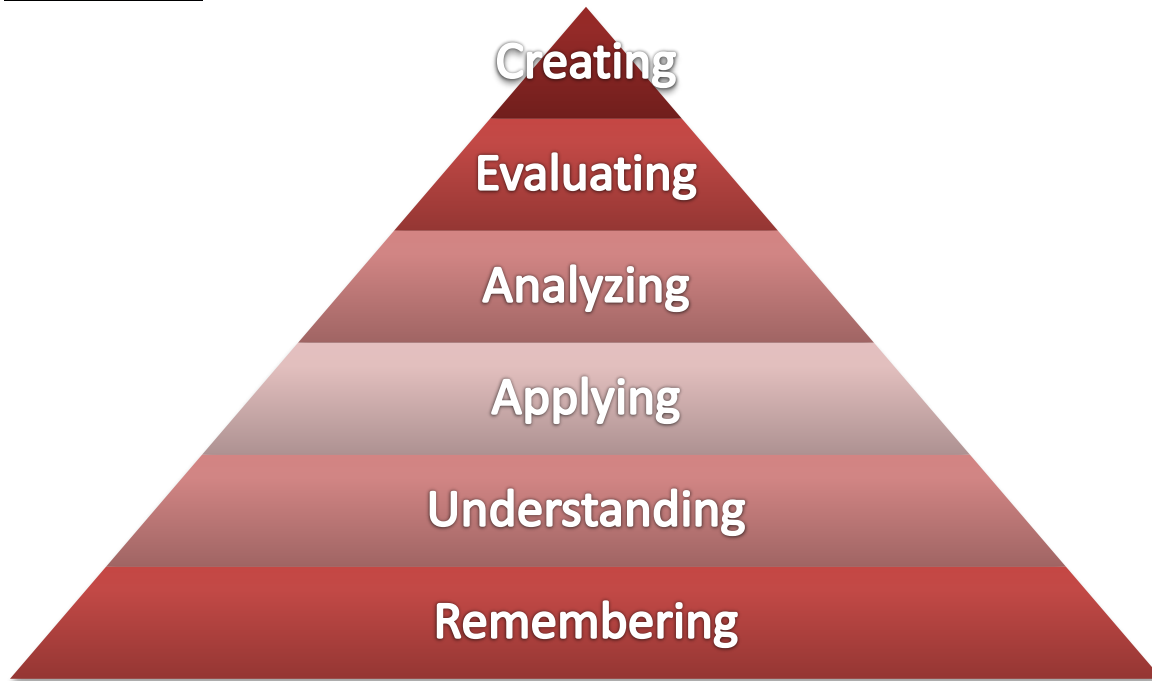 Creating
Evaluating
Analyzing
Applying
Understanding
Remembering